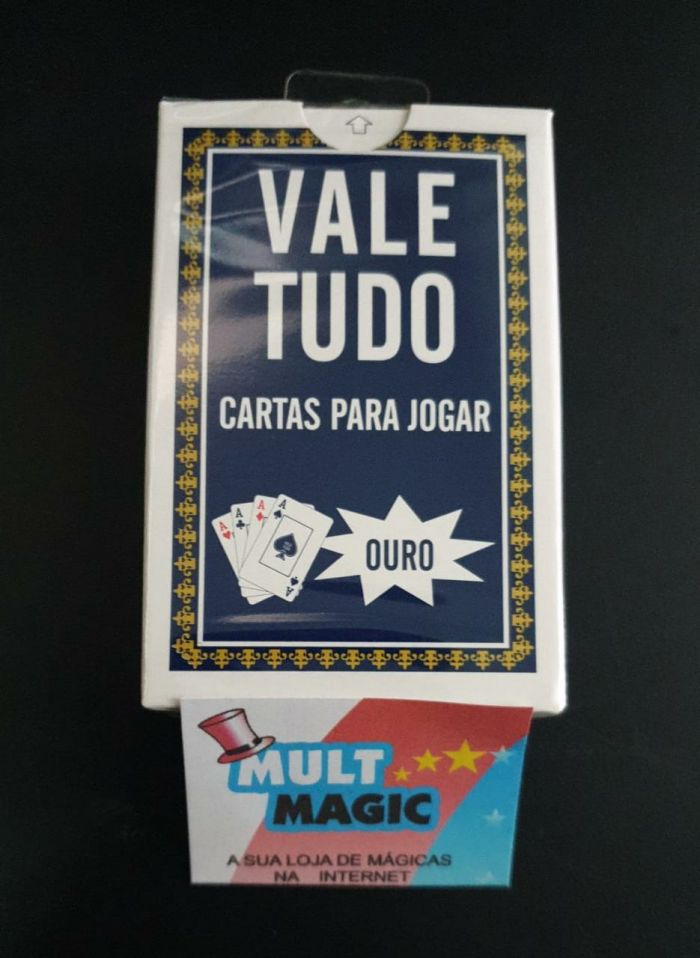 VALE
TUDO
CARTAS PARA JOGAR
A
A
A
A
OURO
A
MULT
MAGIC
A SUA LOJA DE MÁGICAS
NA INTERNET